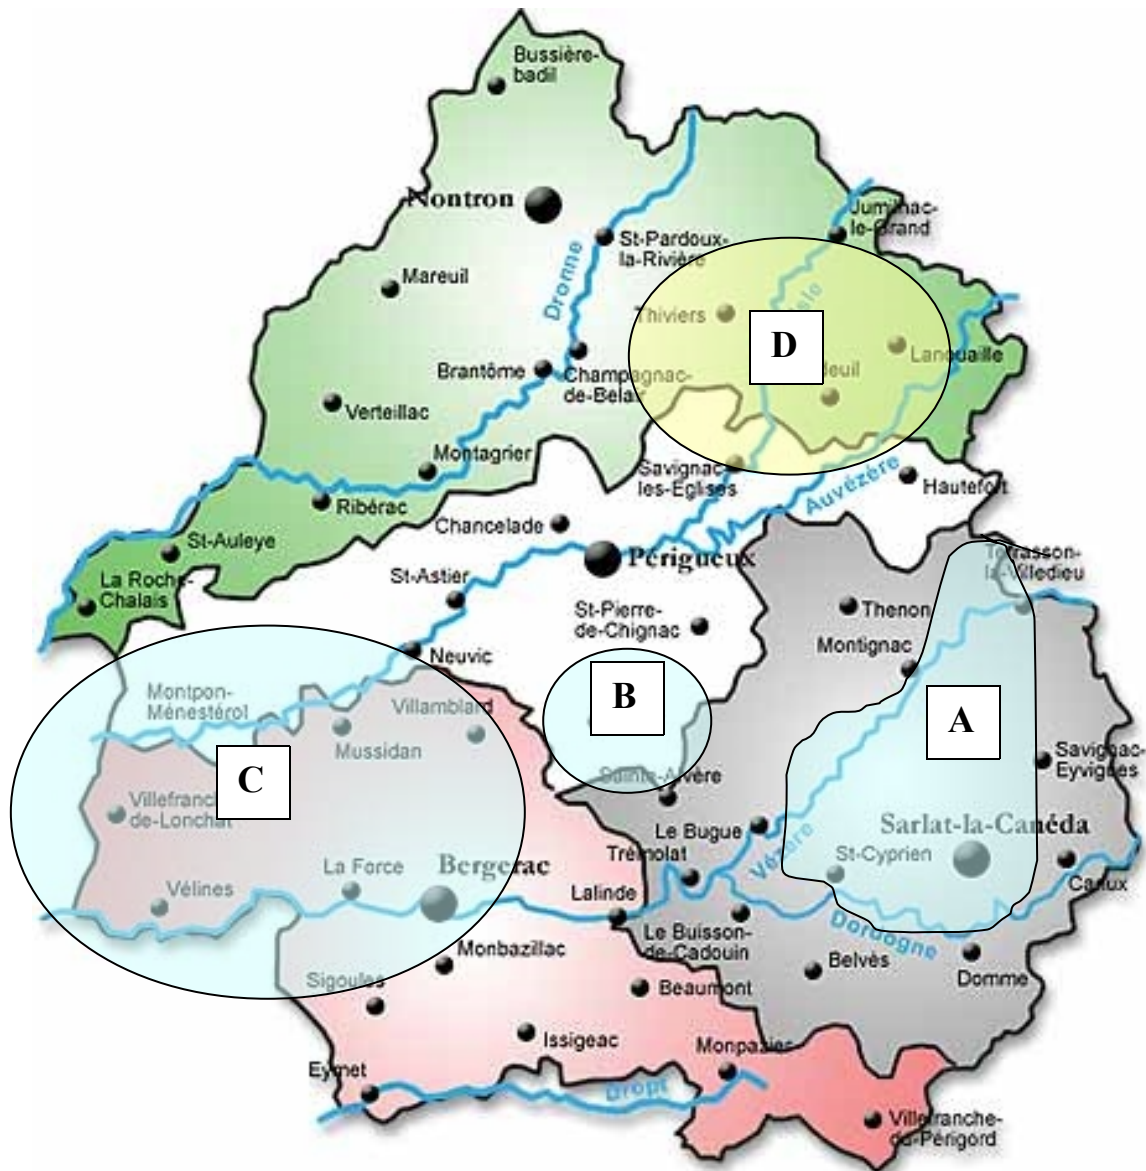 Bussière-
badil
Nontron
Jumilhac-
le-Grand
St-Pardoux-
la-Rivière
Mareuil
Dronne
Isle
Thiviers
D
Lanouaille
Brantôme
Champagnac-
de-Belair
deuil
Verteillac
Montagrier
Savignac-
les-Eglises
Auvézère
Hautefort
Ribérac
Chancelade
St-Auleye
Périgueux
La Roche-
Chalais
St-Astier
Terrasson-
la-Villedieu
St-Pierre-
de-Chignac
Thenon
Montignac
Neuvic
Montpon-
Ménestérol
Villamblard
B
A
Mussidan
C
Savignac-
Eyvigues
Sainte-Alvère
Villefranche-
de-Lonchat
Le Bugue
Vézère
Sarlat-la-Canéda
Trémolat
St-Cyprien
La Force
Bergerac
Carlux
Vélines
Lalinde
Le Buisson-
de-Cadouin
Dordogne
Monbazillac
Belvès
Domme
Sigoulès
Beaumont
Issigeac
Monpazier
Eymet
Dropt
Villefranche-
du-Périgord